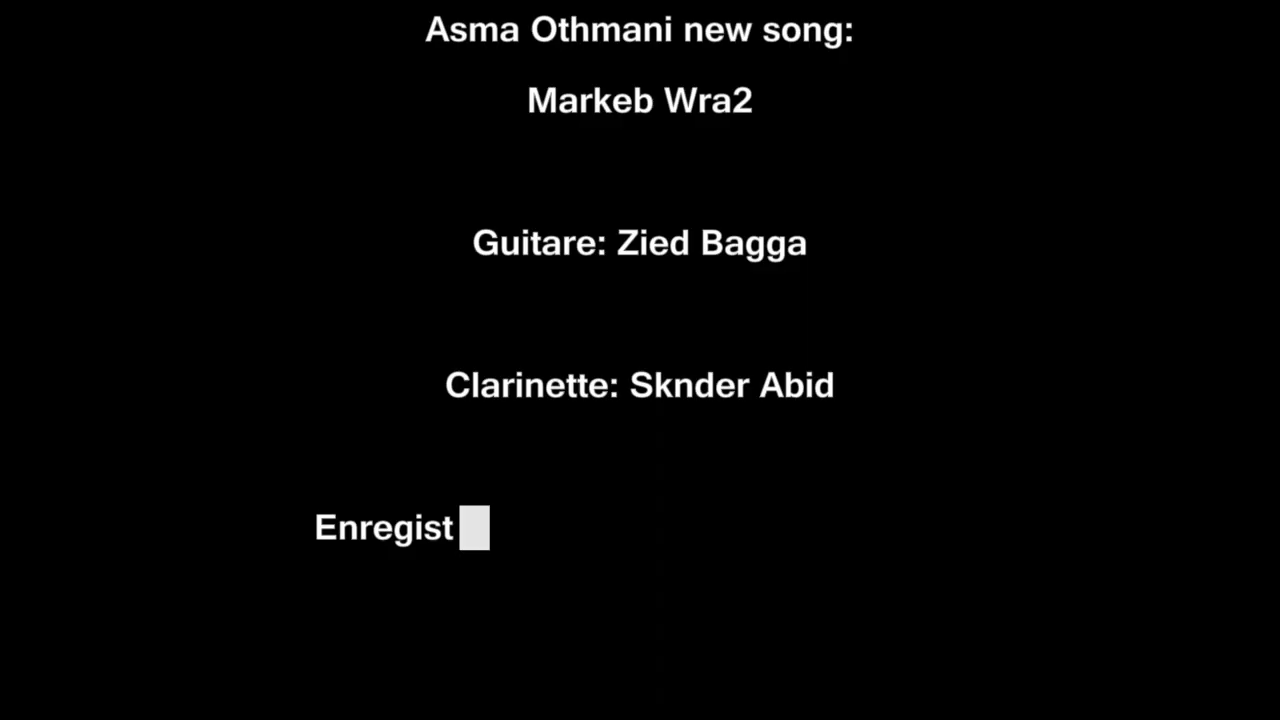 Asma Othmani new song:
Markeb Wra2
Guitare: Zied Bagga
Clarinette: Sknder Abid
Enregist